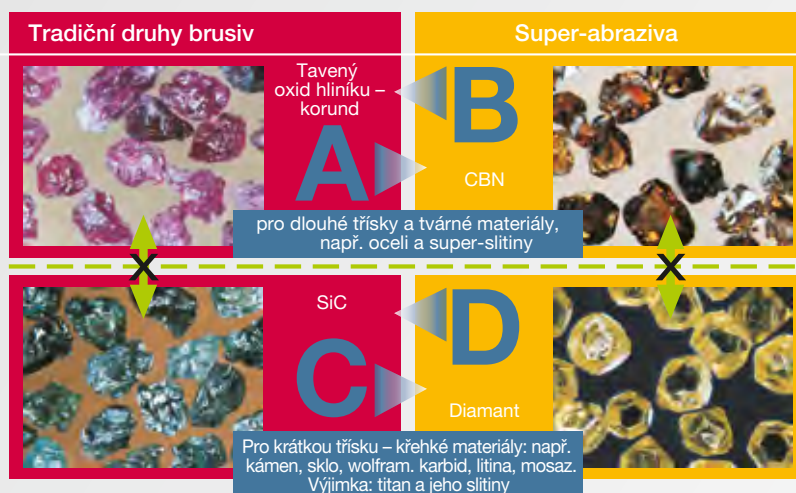 Tradiční druhy brusiv
Super-abraziva
Tavený
oxid hliníku –
korund
A
B
CBN
pro dlouhé třísky a tvárné materiály,
např. oceli a super-slitiny
X
X
SiC
C
D
Diamant
Pro krátkou třísku – křehké materiály: např.
kámen, sklo, wolfram. karbid, litina, mosaz.
Výjimka: titan a jeho slitiny